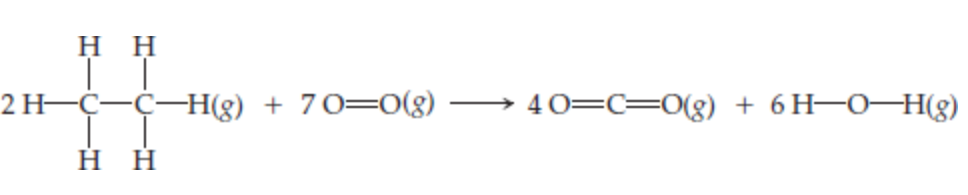 H H
2 H—C—C—H(g) + 7 O=O(g) ⟶ 4 O=C=O(g) + 6 H—O—H(g)
H H